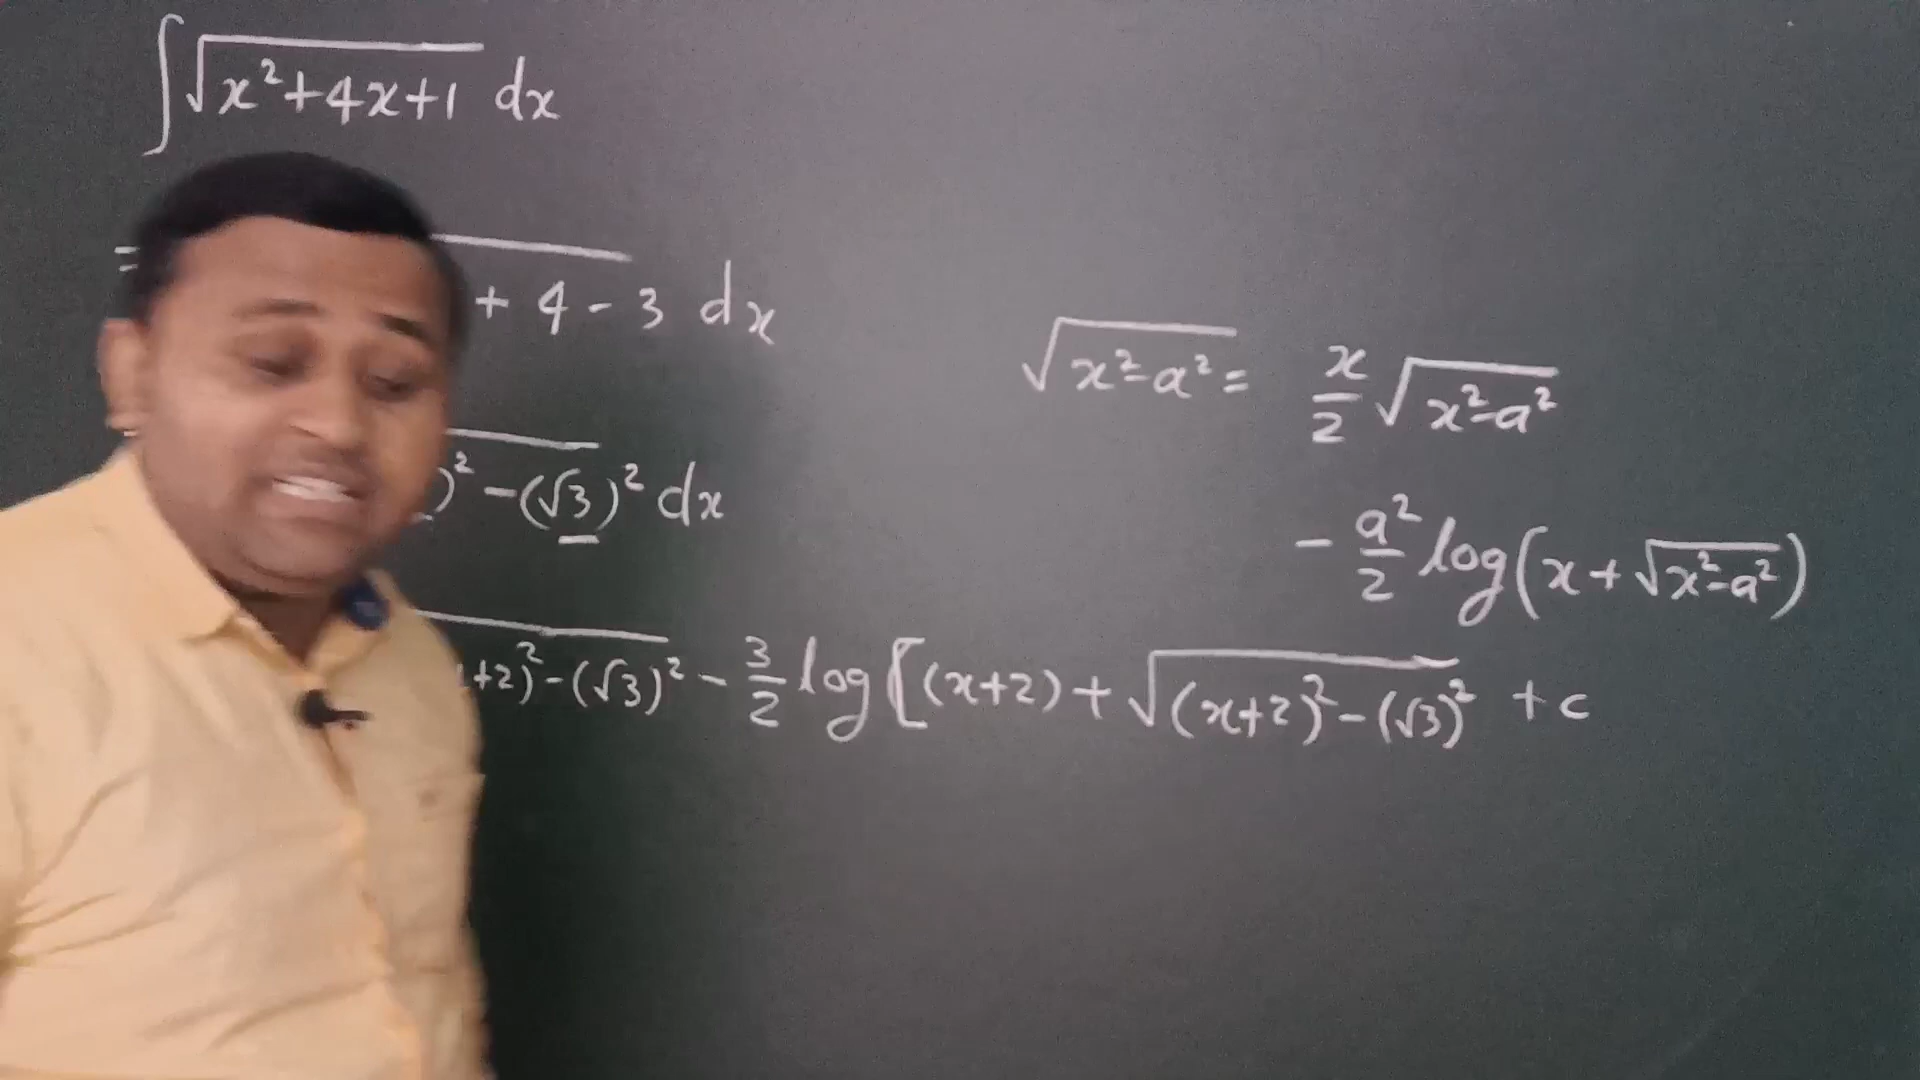 ∫√x²+4x+1 dx
= + 4 - 3 dx
)² - (√3)² dx
√x²-a² = x/2 √x²-a²
- a²/2 log(x + √x²-a²)
+2)² - (√3)² - 3/2 log [(x+2) + √(x+2)² - (√3)² + c